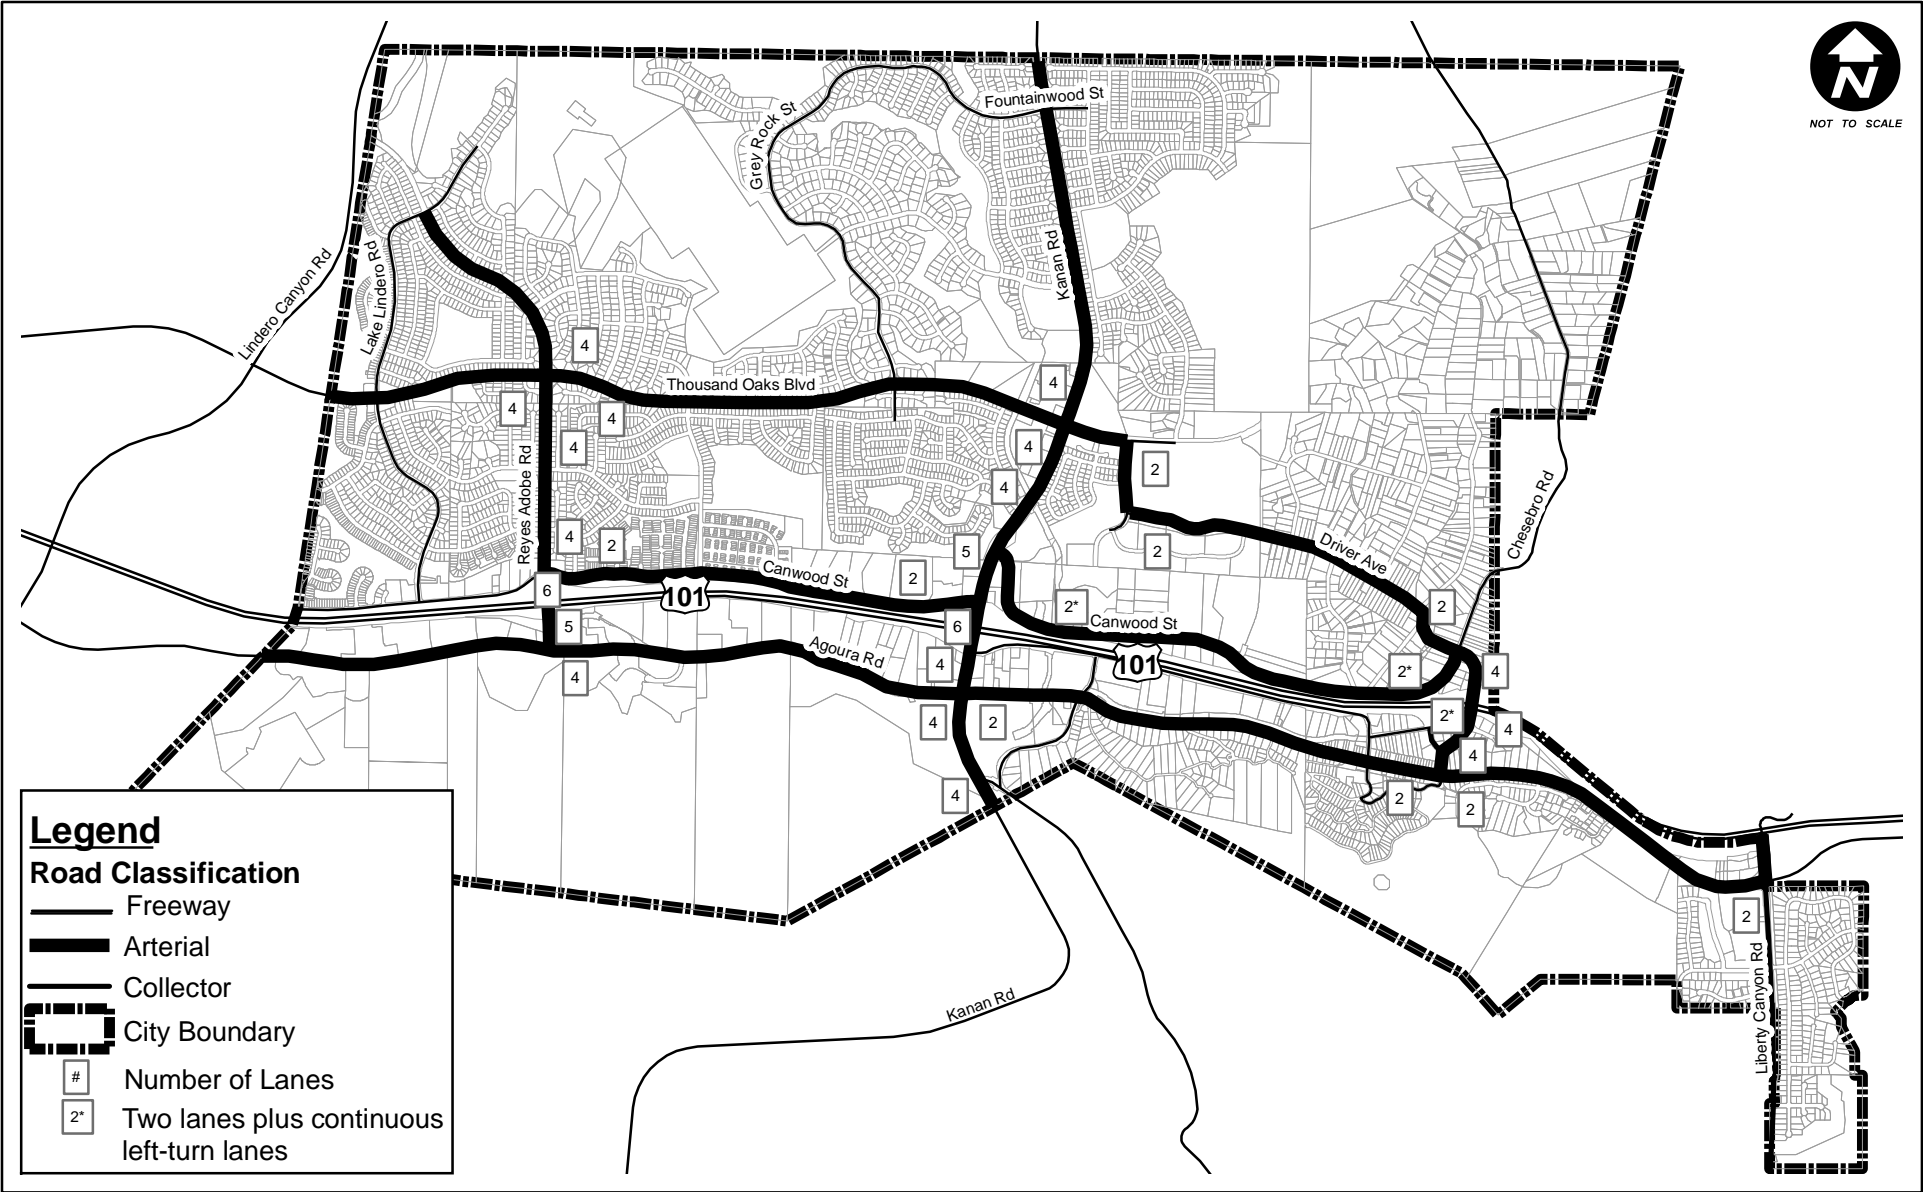 N
NOT TO SCALE
Fountainwood St
Grey Rock St
Kanan Rd
Lindero Canyon Rd
Lake Lindero Rd
4
Thousand Oaks Blvd
4
4
4
4
4
2
4
Reyes Adobe Rd
Chesebro Rd
4
2
5
2
Driver Ave
Canwood St
2
6
101
2*
2
5
6
Canwood St
Agoura Rd
101
4
4
2*
4
4
2
2*
4
4
4
2
2
2
Liberty Canyon Rd
Kanan Rd
Legend
Road Classification
Freeway
Arterial
Collector
City Boundary
# Number of Lanes
2* Two lanes plus continuous
left-turn lanes